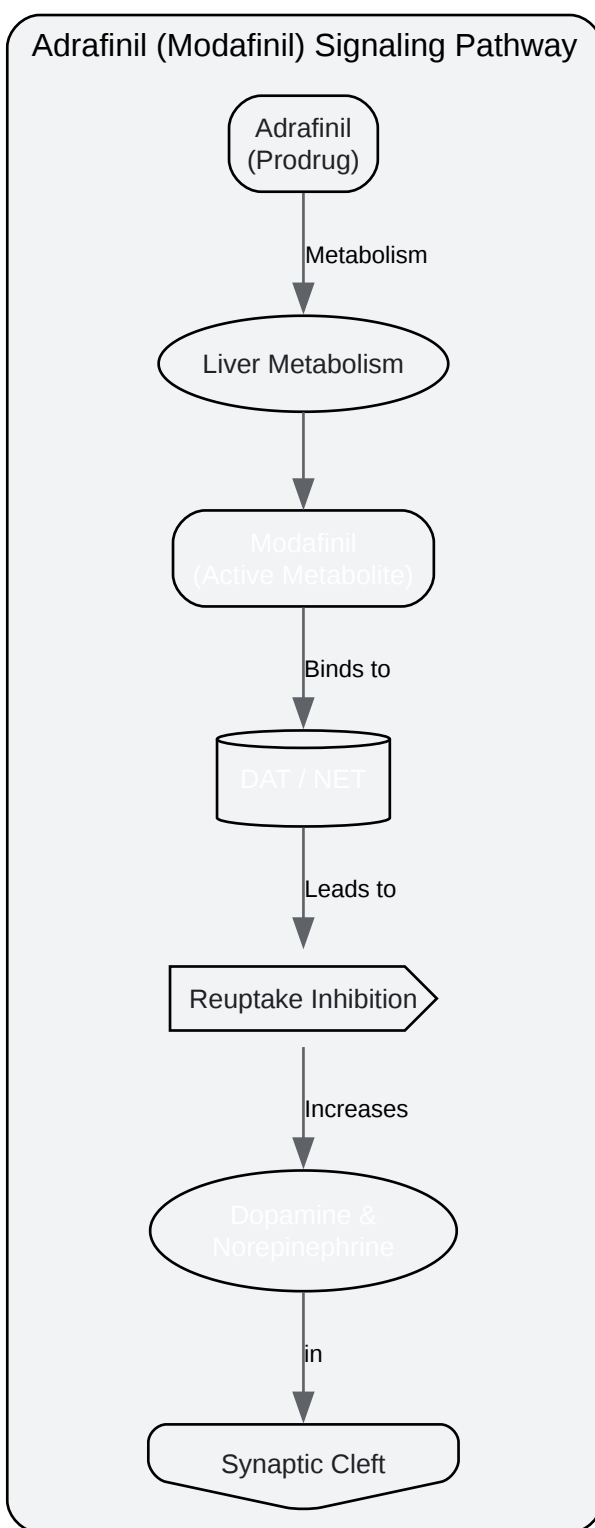 Adrafinil (Modafinil) Signaling Pathway
Adrafinil
(Prodrug)
Metabolism
Liver Metabolism
Modafinil
(Active Metabolite)
Binds to
DAT / NET
Leads to
Reuptake Inhibition
Increases
Dopamine &
Norepinephrine
in
Synaptic Cleft